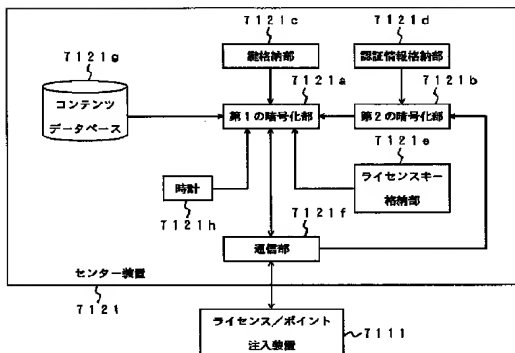 7121c
7121d
7121g
鍵格納部
認証情報格納部
7121a
7121b
コンテンツ
データベース
第1の暗号化部
第2の暗号化部
7121e
時計
ライセンスキー
格納部
7121h
7121f
通信部
センター装置
7121
ライセンス/ポイント
注入装置
7111